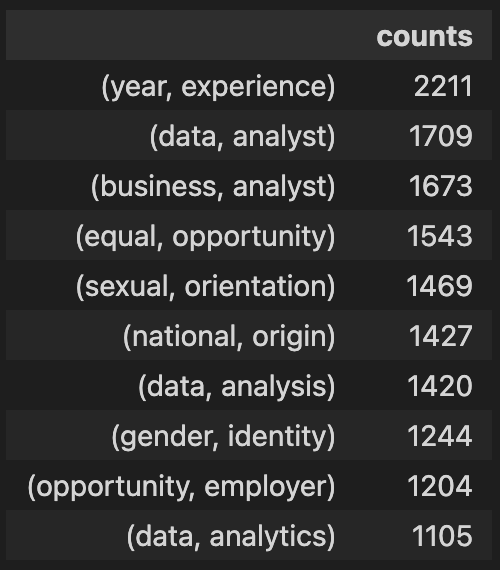 counts
(year, experience) 2211
(data, analyst) 1709
(business, analyst) 1673
(equal, opportunity) 1543
(sexual, orientation) 1469
(national, origin) 1427
(data, analysis) 1420
(gender, identity) 1244
(opportunity, employer) 1204
(data, analytics) 1105